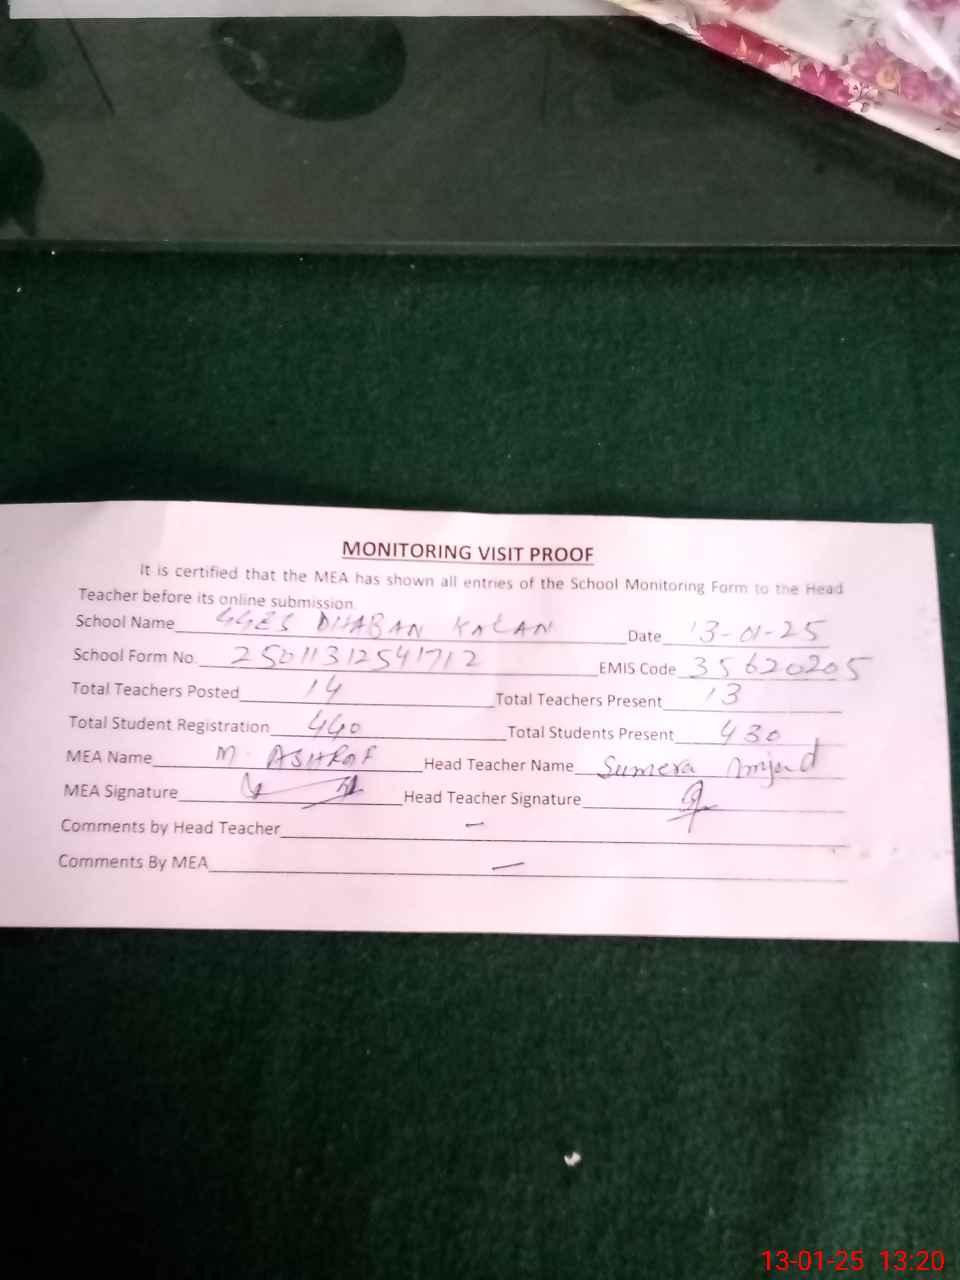 MONITORING VISIT PROOF
It is certified that the MEA has shown all entries of the School Monitoring Form to the Head
Teacher before its online submission.
School Name GGES DHABAN KALAN Date 13-01-25
School Form No. 25011312541712 EMIS Code 35620205
Total Teachers Posted 14 Total Teachers Present 13
Total Student Registration 440 Total Students Present 430
MEA Name M. ASHRAF Head Teacher Name Sumera Amjad
MEA Signature Head Teacher Signature
Comments by Head Teacher –
Comments By MEA –
13-01-25 13:20